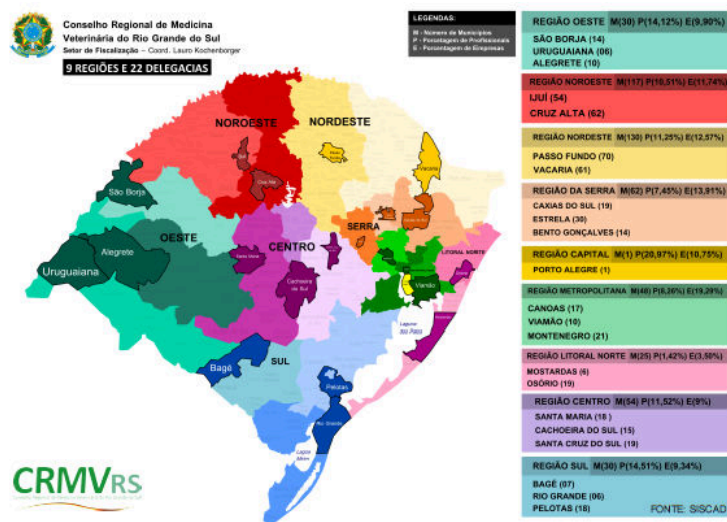 Conselho Regional de Medicina
Veterinária do Rio Grande do Sul
Setor de Fiscalização – Coord. Lauro Kochenborger
9 REGIÕES E 22 DELEGACIAS
LEGENDAS:
M - Número de Municípios
P - Porcentagem de Profissionais
E - Porcentagem de Empresas
REGIÃO OESTE M(30) P(14,12%) E(9,90%)
SÃO BORJA (14)
URUGUAIANA (06)
ALEGRETE (10)
REGIÃO NOROESTE M(117) P(10,51%) E(11,74%)
IJUÍ (54)
CRUZ ALTA (62)
REGIÃO NORDESTE M(130) P(11,25%) E(12,57%)
PASSO FUNDO (70)
VACARIA (61)
REGIÃO DA SERRA M(62) P(7,45%) E(13,91%)
CAXIAS DO SUL (19)
ESTRELA (30)
BENTO GONÇALVES (14)
REGIÃO CAPITAL M(1) P(20,97%) E(10,75%)
PORTO ALEGRE (1)
REGIÃO METROPOLITANA M(48) P(8,26%) E(19,29%)
CANOAS (17)
VIAMÃO (10)
MONTENEGRO (21)
REGIÃO LITORAL NORTE M(25) P(1,42%) E(3,50%)
MOSTARDAS (6)
OSÓRIO (19)
REGIÃO CENTRO M(54) P(11,52%) E(9%)
SANTA MARIA (18 )
CACHOEIRA DO SUL (15)
SANTA CRUZ DO SUL (19)
REGIÃO SUL M(30) P(14,51%) E(9,34%)
BAGÉ (07)
RIO GRANDE (06)
PELOTAS (18)
FONTE: SISCAD
NOROESTE
NORDESTE
Cruz Alta
Vacaria
São Borja
OESTE
SERRA
CENTRO
LITORAL NORTE
Alegrete
Uruguaiana
Santa Maria
Cachoeira
do Sul
Viamão
Laguna
dos Patos
Bagé
SUL
Pelotas
Rio Grande
Lagoa
Mirim
CRMVRS